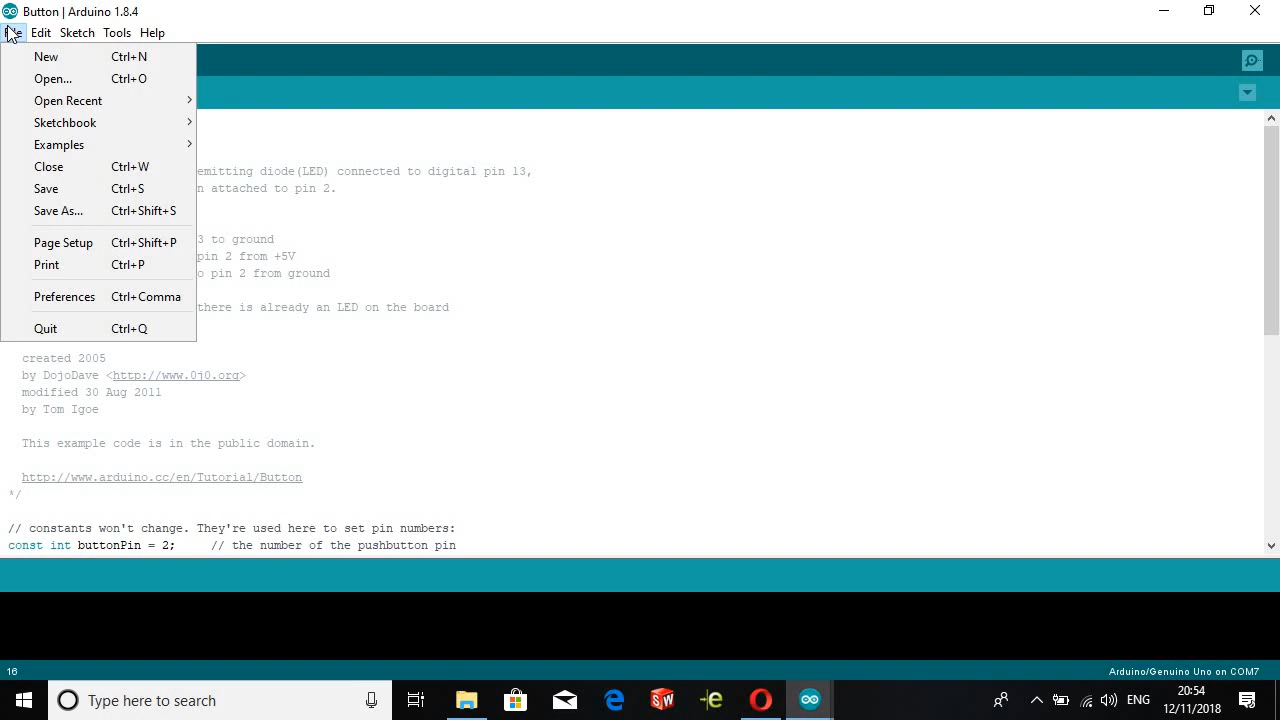 Button | Arduino 1.8.4
File Edit Sketch Tools Help
New Ctrl+N
Open... Ctrl+O
Open Recent
Sketchbook
Examples
Close Ctrl+W
Save Ctrl+S
Save As... Ctrl+Shift+S
Page Setup Ctrl+Shift+P
Print Ctrl+P
Preferences Ctrl+Comma
Quit Ctrl+Q
emitting diode(LED) connected to digital pin 13,
n attached to pin 2.
3 to ground
pin 2 from +5V
o pin 2 from ground
there is already an LED on the board
created 2005
by DojoDave <http://www.0j0.org>
modified 30 Aug 2011
by Tom Igoe
This example code is in the public domain.
http://www.arduino.cc/en/Tutorial/Button
*/
// constants won't change. They're used here to set pin numbers:
const int buttonPin = 2; // the number of the pushbutton pin
16
Arduino/Genuino Uno on COM7
Type here to search
SW
e
ENG
20:54
12/11/2018